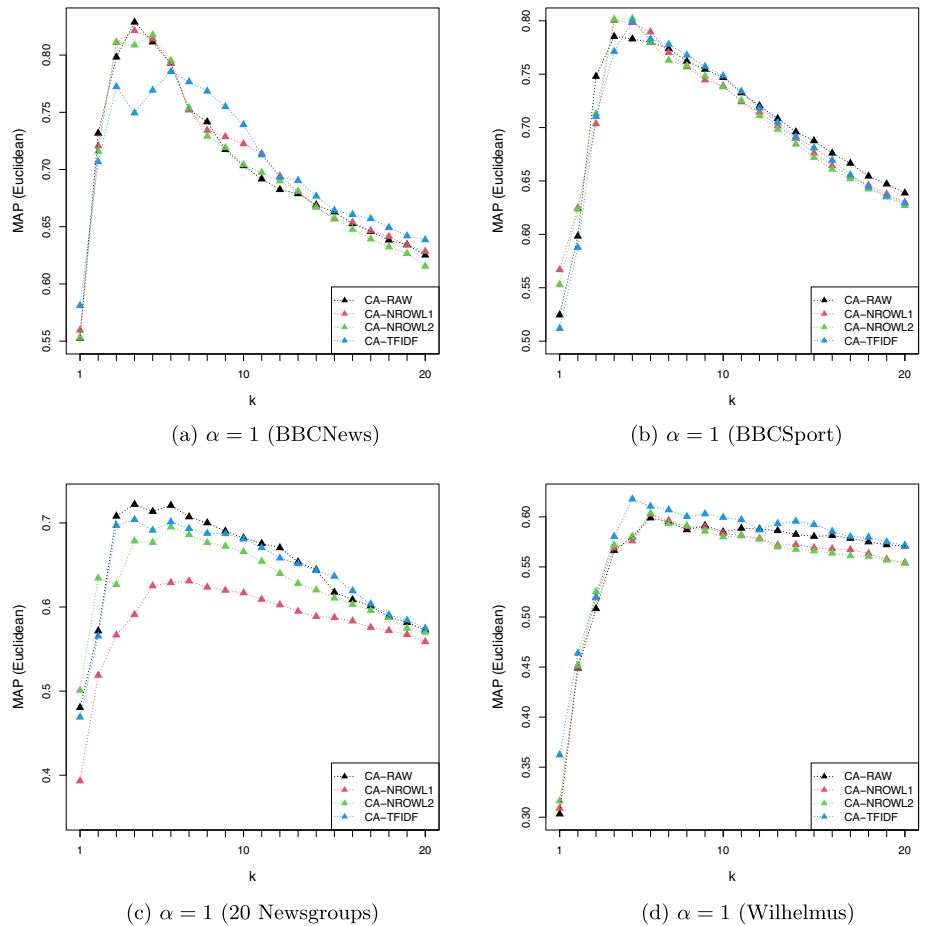 MAP (Euclidean)
0.80
0.75
0.70
0.65
0.60
0.55
CA-RAW
CA-NROWL1
CA-NROWL2
CA-TFIDF
1
10
20
k
(a) α = 1 (BBCNews)
MAP (Euclidean)
0.80
0.75
0.70
0.65
0.60
0.55
0.50
CA-RAW
CA-NROWL1
CA-NROWL2
CA-TFIDF
1
10
20
k
(b) α = 1 (BBCSport)
MAP (Euclidean)
0.7
0.6
0.5
0.4
CA-RAW
CA-NROWL1
CA-NROWL2
CA-TFIDF
1
10
20
k
(c) α = 1 (20 Newsgroups)
MAP (Euclidean)
0.60
0.55
0.50
0.45
0.40
0.35
0.30
CA-RAW
CA-NROWL1
CA-NROWL2
CA-TFIDF
1
10
20
k
(d) α = 1 (Wilhelmus)